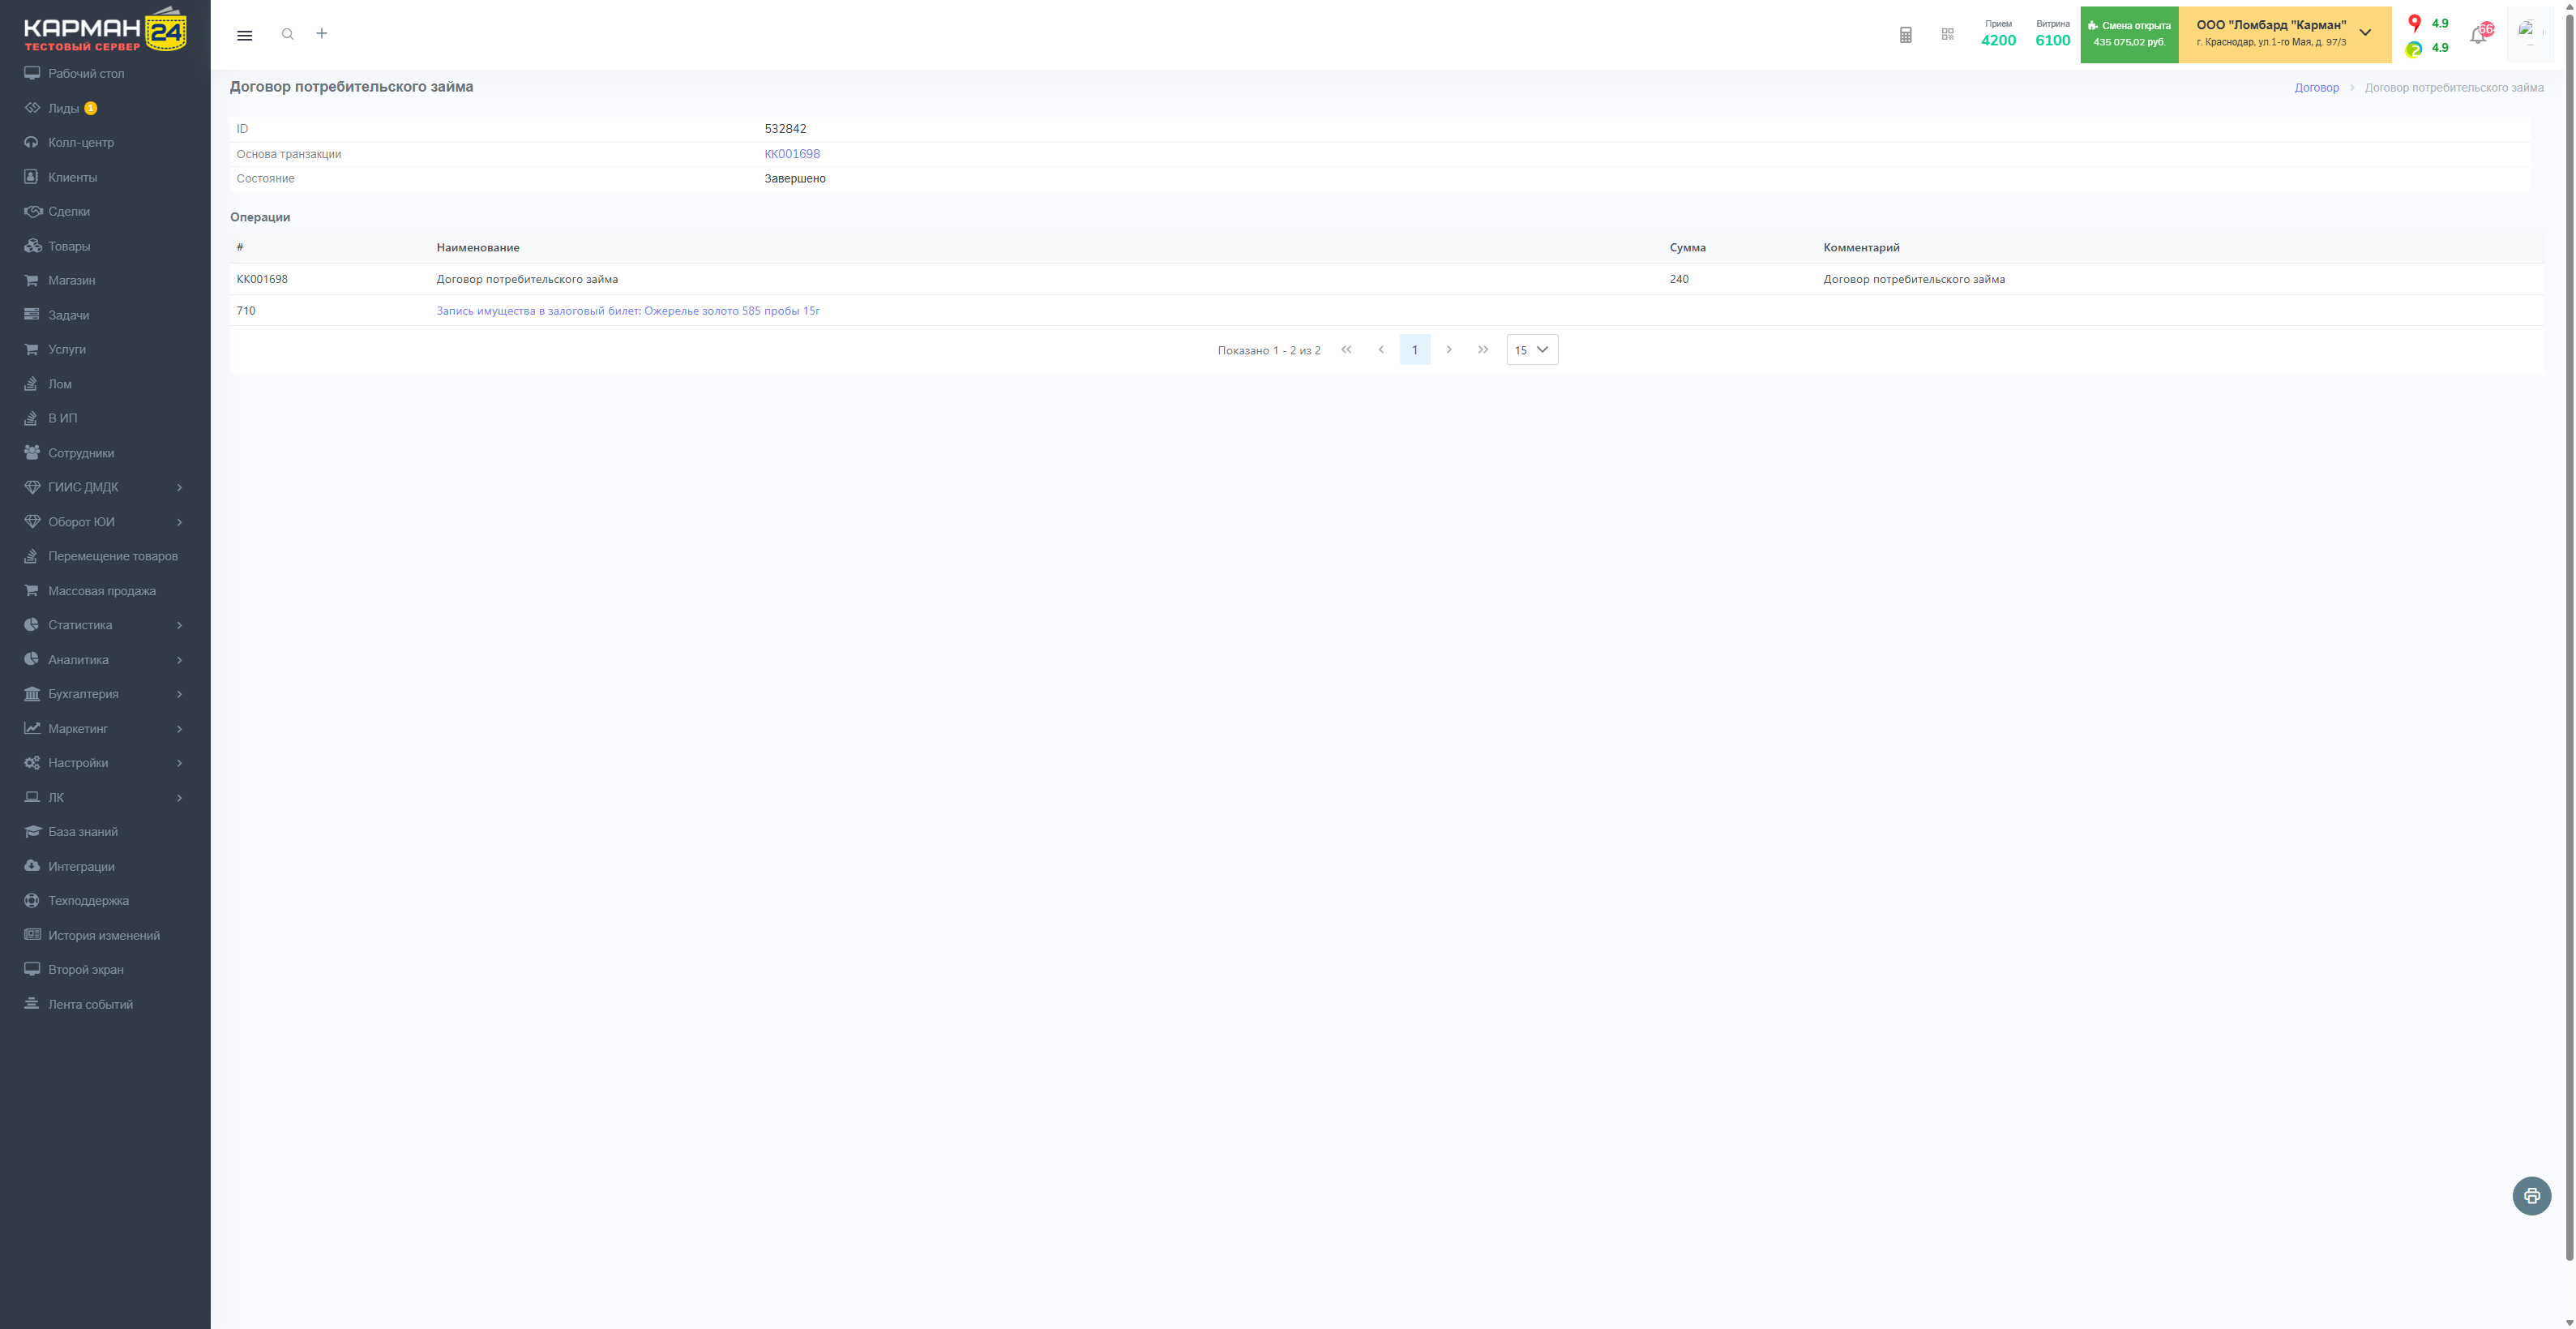 КАРМАН 24
ТЕСТОВЫЙ СЕРВЕР
Рабочий стол
Лиды 1
Колл-центр
Клиенты
Сделки
Товары
Магазин
Задачи
Услуги
Лом
В ИП
Сотрудники
ГИИС ДМДК
Оборот ЮИ
Перемещение товаров
Массовая продажа
Статистика
Аналитика
Бухгалтерия
Маркетинг
Настройки
ЛК
База знаний
Интеграции
Техподдержка
История изменений
Второй экран
Лента событий
Прием
4200
Витрина
6100
Смена открыта
435 075,02 руб.
ООО "Ломбард "Карман"
г. Краснодар, ул.1-го Мая, д. 97/3
4.9
4.9
Договор потребительского займа
Договор > Договор потребительского займа
ID 532842
Основа транзакции КК001698
Состояние Завершено
Операции
# Наименование Сумма Комментарий
КК001698 Договор потребительского займа 240 Договор потребительского займа
710 Запись имущества в залоговый билет: Ожерелье золото 585 пробы 15г
Показано 1 - 2 из 2 1 15